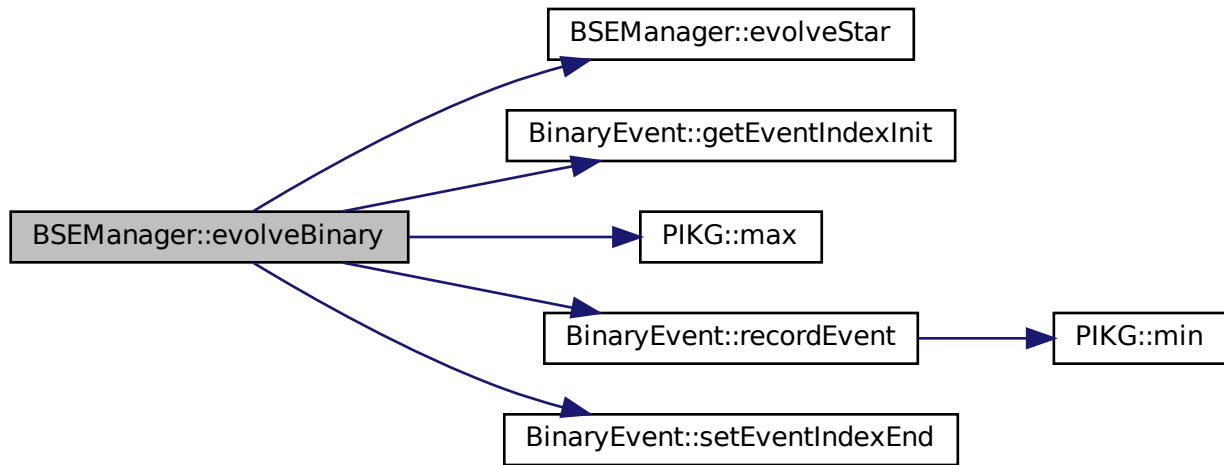 BSEManager::evolveStar
BinaryEvent::getEventIndexInit
BSEManager::evolveBinary
PIKG::max
BinaryEvent::recordEvent
PIKG::min
BinaryEvent::setEventIndexEnd